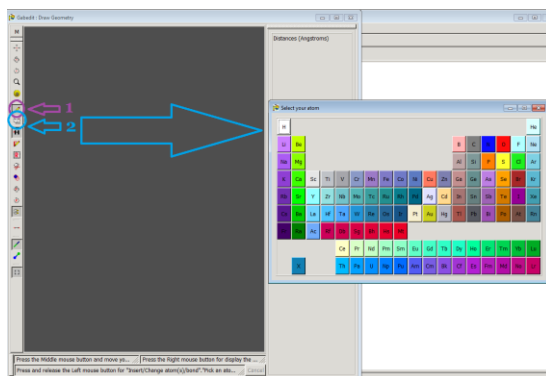 Gabedit : Draw Geometry
M
Distances (Angstroms)
1
2
Select your atom
H He
Li Be B C N O F Ne
Na Mg Al Si P S Cl Ar
K Ca Sc Ti V Cr Mn Fe Co Ni Cu Zn Ga Ge As Se Br Kr
Rb Sr Y Zr Nb Mo Tc Ru Rh Pd Ag Cd In Sn Sb Te I Xe
Cs Ba La Hf Ta W Re Os Ir Pt Au Hg Tl Pb Bi Po At Rn
Ra Ac Rf Db Sg Bh Hs Mt
Ce Pr Nd Pm Sm Eu Gd Tb Dy Ho Er Tm Yb Lu
X Th Pa U Np Pu Am Cm Bk Cf Es Fm Md No Lr
Press the Middle mouse button and move yo... Press the Right mouse button for display the ...
Press and release the Left mouse button for "Insert/Change atom(s)/bond"."Pick an ato... Cancel